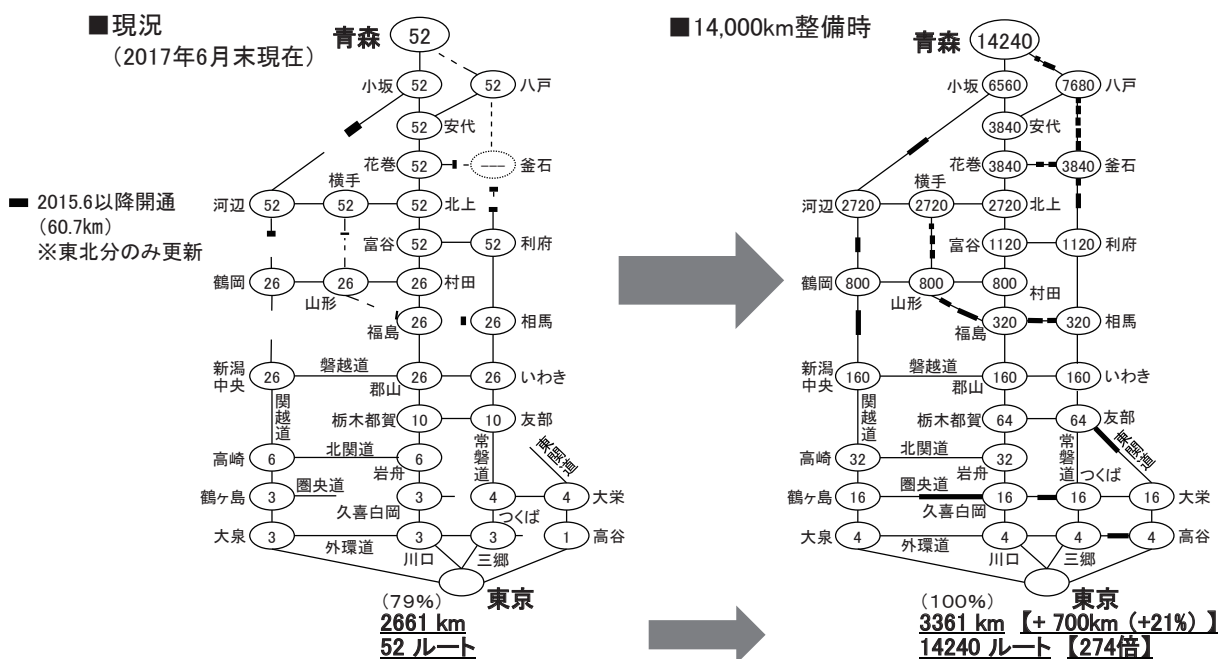 ■現況
（2017年6月末現在）
青森 52
小坂 52 52 八戸
52 安代
花巻 52 --- 釜石
横手
河辺 52 52 52 北上
富谷 52 52 利府
鶴岡 26 26 26 村田
山形
福島 26 26 相馬
新潟中央 26 磐越道 26 26 いわき
郡山
関越道
栃木都賀 10 10 友部
高崎 6 北関道 6 常磐道 東関道
岩舟
鶴ヶ島 3 圏央道 3 4 4 大栄
久喜白岡 つくば
大泉 3 外環道 3 3 1 高谷
川口 三郷
東京
（79%）
2661 km
52 ルート
2015.6以降開通
（60.7km）
※東北分のみ更新
■14,000km整備時
青森 14240
小坂 6560 7680 八戸
3840 安代
花巻 3840 3840 釜石
横手
河辺 2720 2720 2720 北上
富谷 1120 1120 利府
鶴岡 800 800 800
山形 村田
福島 320 320 相馬
新潟中央 160 磐越道 160 160 いわき
郡山
関越道
栃木都賀 64 64 友部
高崎 32 北関道 32 常磐道 東関道
岩舟
鶴ヶ島 16 圏央道 16 16 16 大栄
久喜白岡 つくば
大泉 4 外環道 4 4 4 高谷
川口 三郷
東京
（100%）
3361 km 【+ 700km（+21%）】
14240 ルート 【274倍】